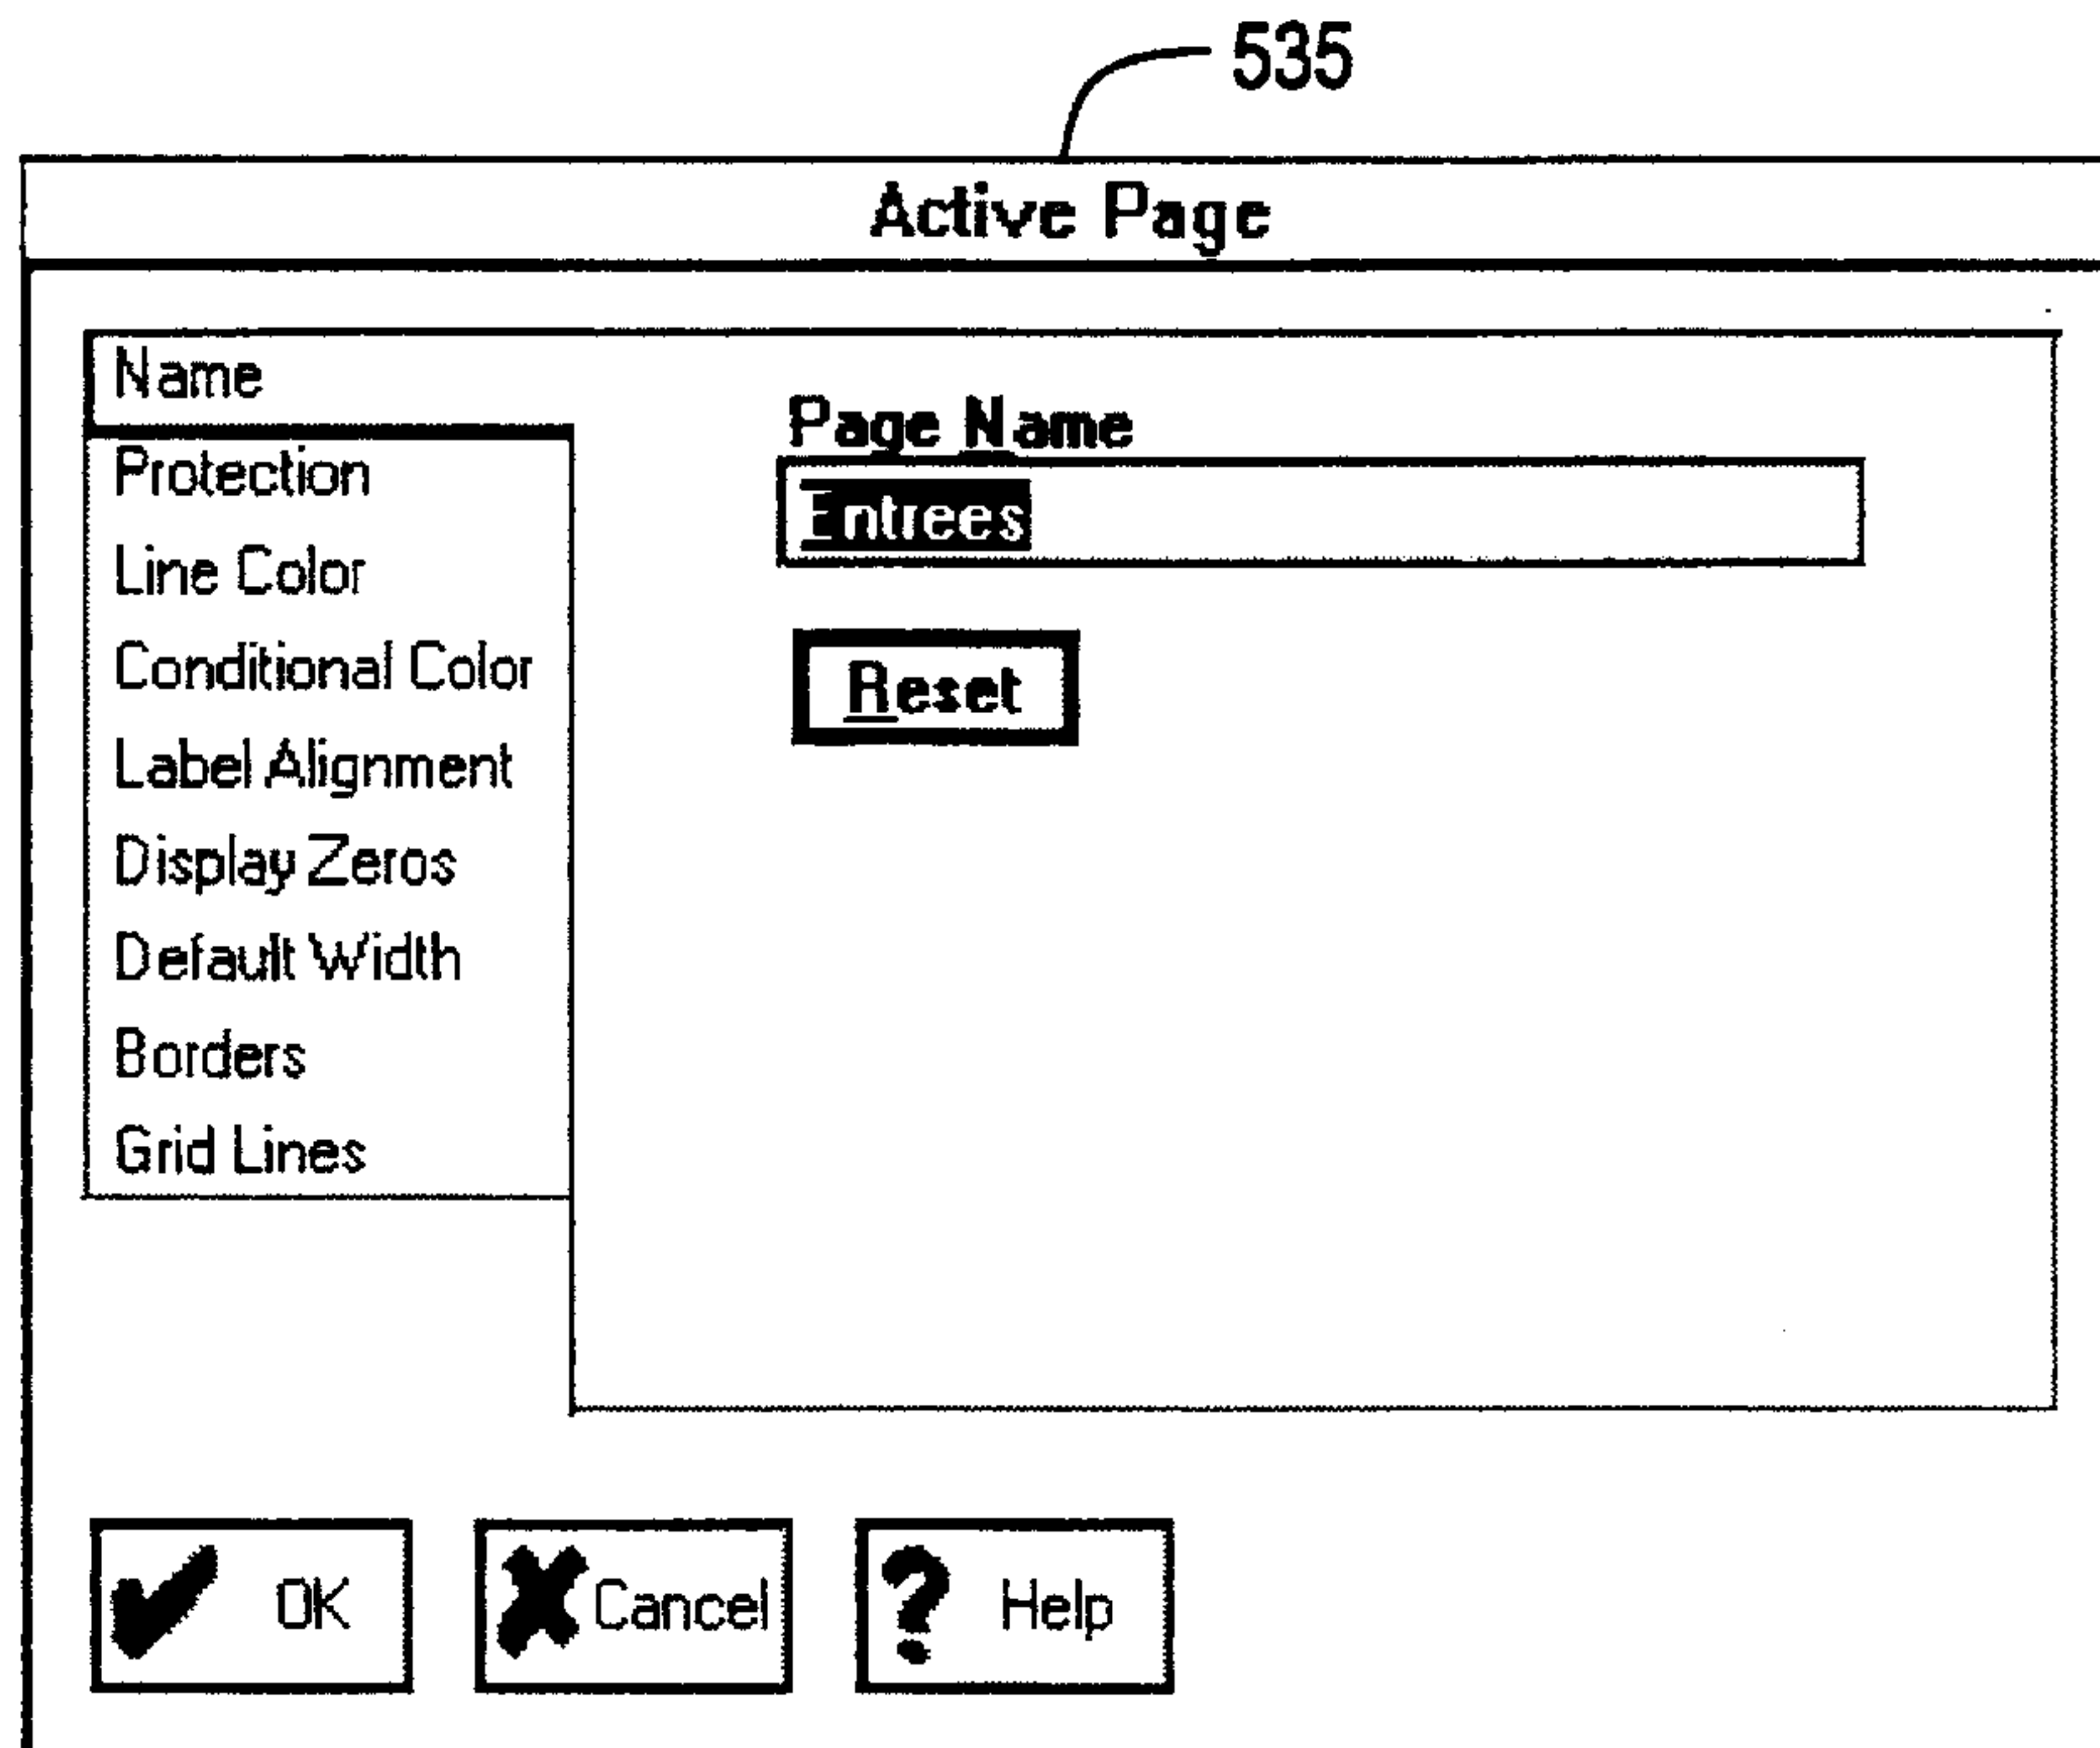 535
Active Page
Name
Protection
Line Color
Conditional Color
Label Alignment
Display Zeros
Default Width
Borders
Grid Lines
Page Name
Entrees
Reset
OK
Cancel
Help